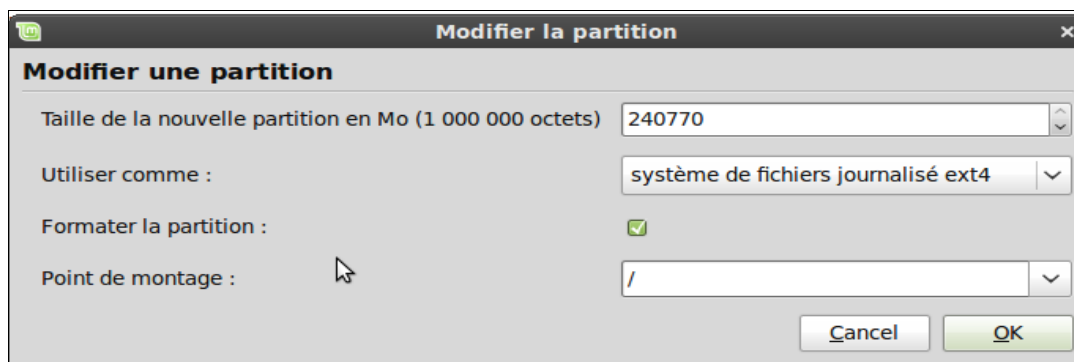 Modifier la partition
Modifier une partition
Taille de la nouvelle partition en Mo (1 000 000 octets) 240770
Utiliser comme : système de fichiers journalisé ext4
Formater la partition :
Point de montage : /
Cancel OK